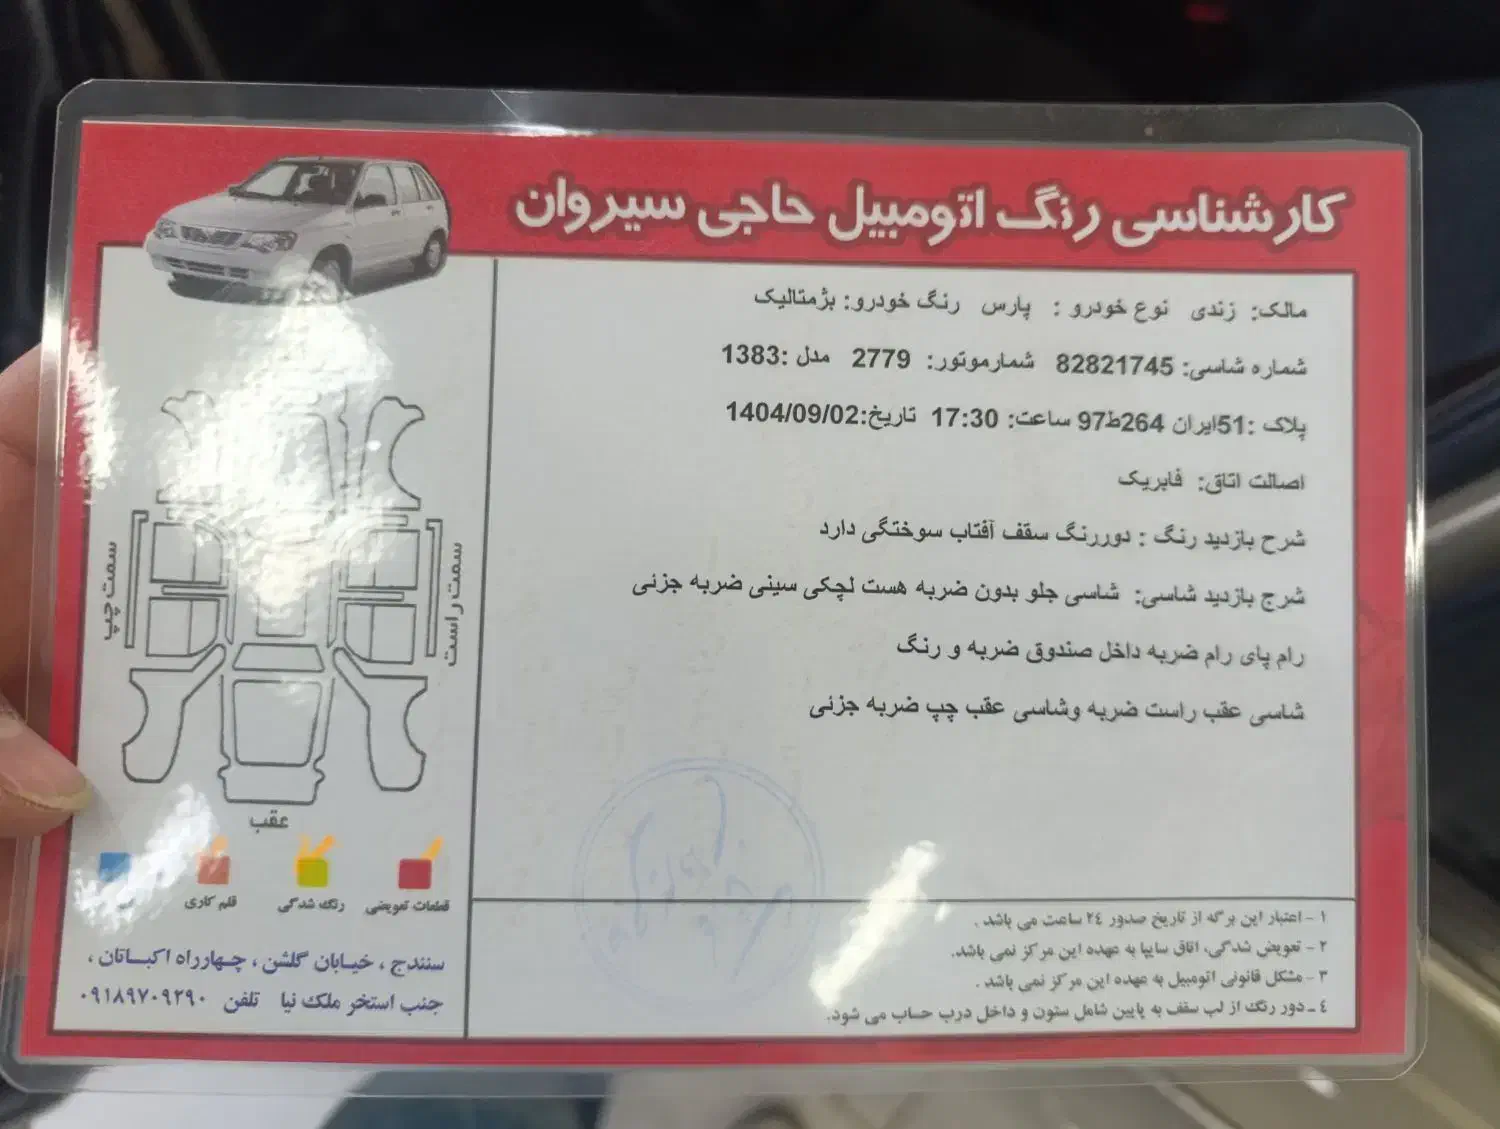 کارشناسی رنگ اتومبیل حاجی سیروان
مالک: زندی نوع خودرو : پارس رنگ خودرو: بژمتالیک
شماره شاسی: 82821745 شمارموتور: 2779 مدل :1383
پلاک :51ایران 264ط97 ساعت: 17:30 تاریخ:1404/09/02
اصالت اتاق: فابریک
شرح بازدید رنگ : دوررنگ سقف آفتاب سوختگی دارد
شرح بازدید شاسی: شاسی جلو بدون ضربه هست لچکی سینی ضربه جزئی
رام پای رام ضربه داخل صندوق ضربه و رنگ
شاسی عقب راست ضربه وشاسی عقب چپ ضربه جزئی
سمت چپ
سمت راست
عقب
قطعات تعویضی
رنگ شدگی
قلم کاری
سنندج ، خیابان گلشن ، چهارراه اکباتان ،
جنب استخر ملک نیا تلفن ۰۹۱۸۹۷۰۹۲۹۰
۱ - اعتبار این برگه از تاریخ صدور ۲۴ ساعت می باشد .
۲ - تعویض شدگی، اتاق سایپا به عهده این مرکز نمی باشد.
۳ - مشکل قانونی اتومبیل به عهده این مرکز نمی باشد .
۴ ـ دور رنگ از لب سقف به پایین شامل ستون و داخل درب حساب می شود.